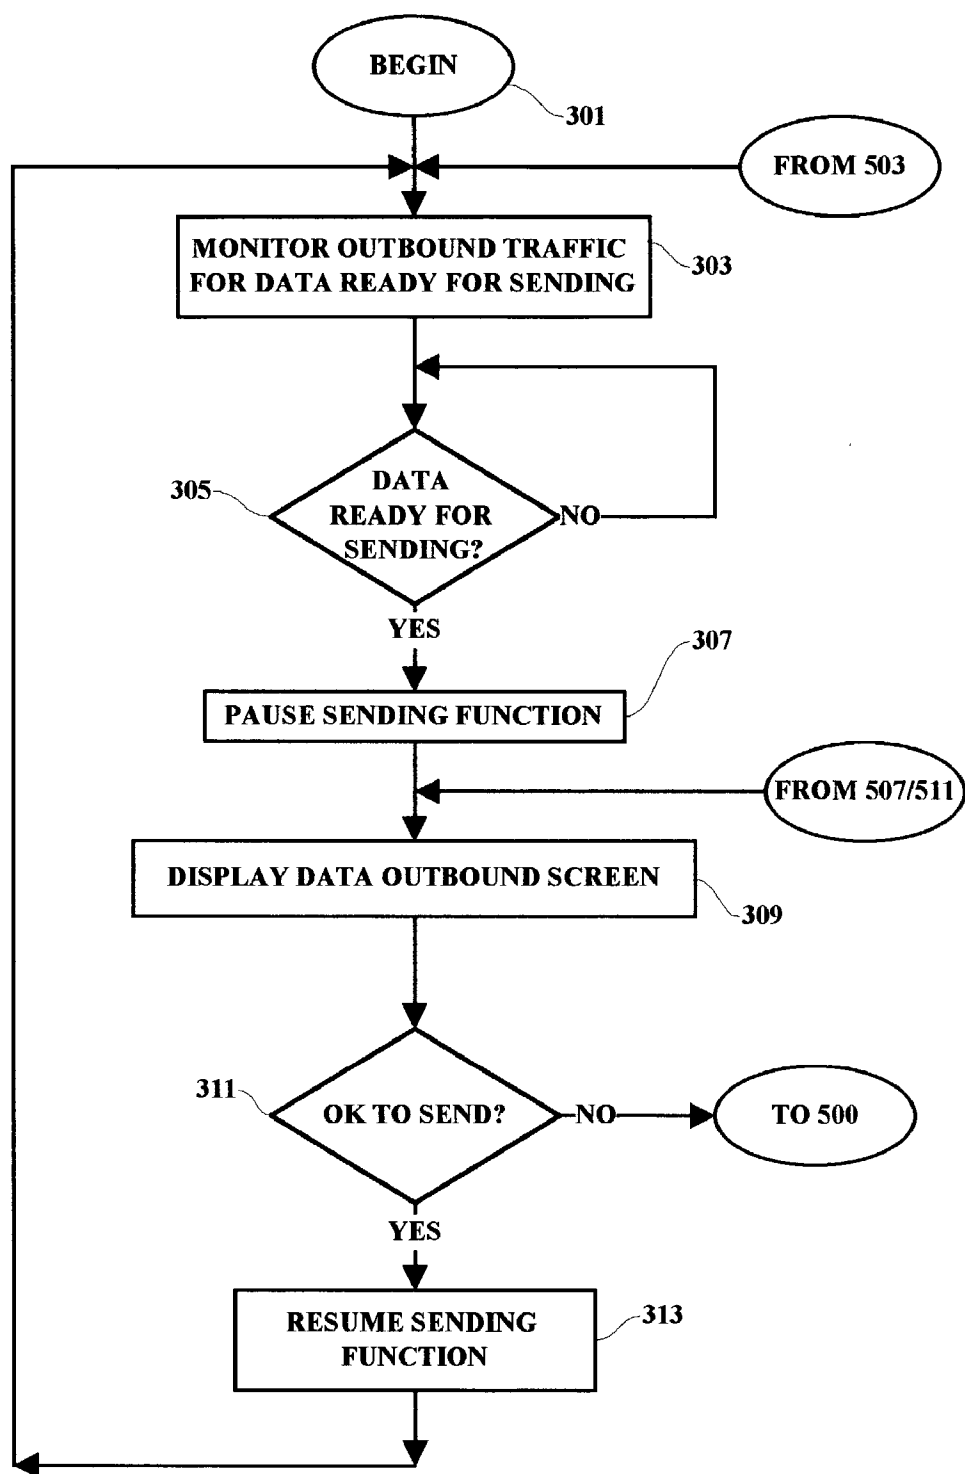 BEGIN
301
FROM 503
MONITOR OUTBOUND TRAFFIC
FOR DATA READY FOR SENDING
303
305
DATA
READY FOR
SENDING?
NO
YES
307
PAUSE SENDING FUNCTION
FROM 507/511
DISPLAY DATA OUTBOUND SCREEN
309
311
OK TO SEND?
NO
TO 500
YES
RESUME SENDING
FUNCTION
313